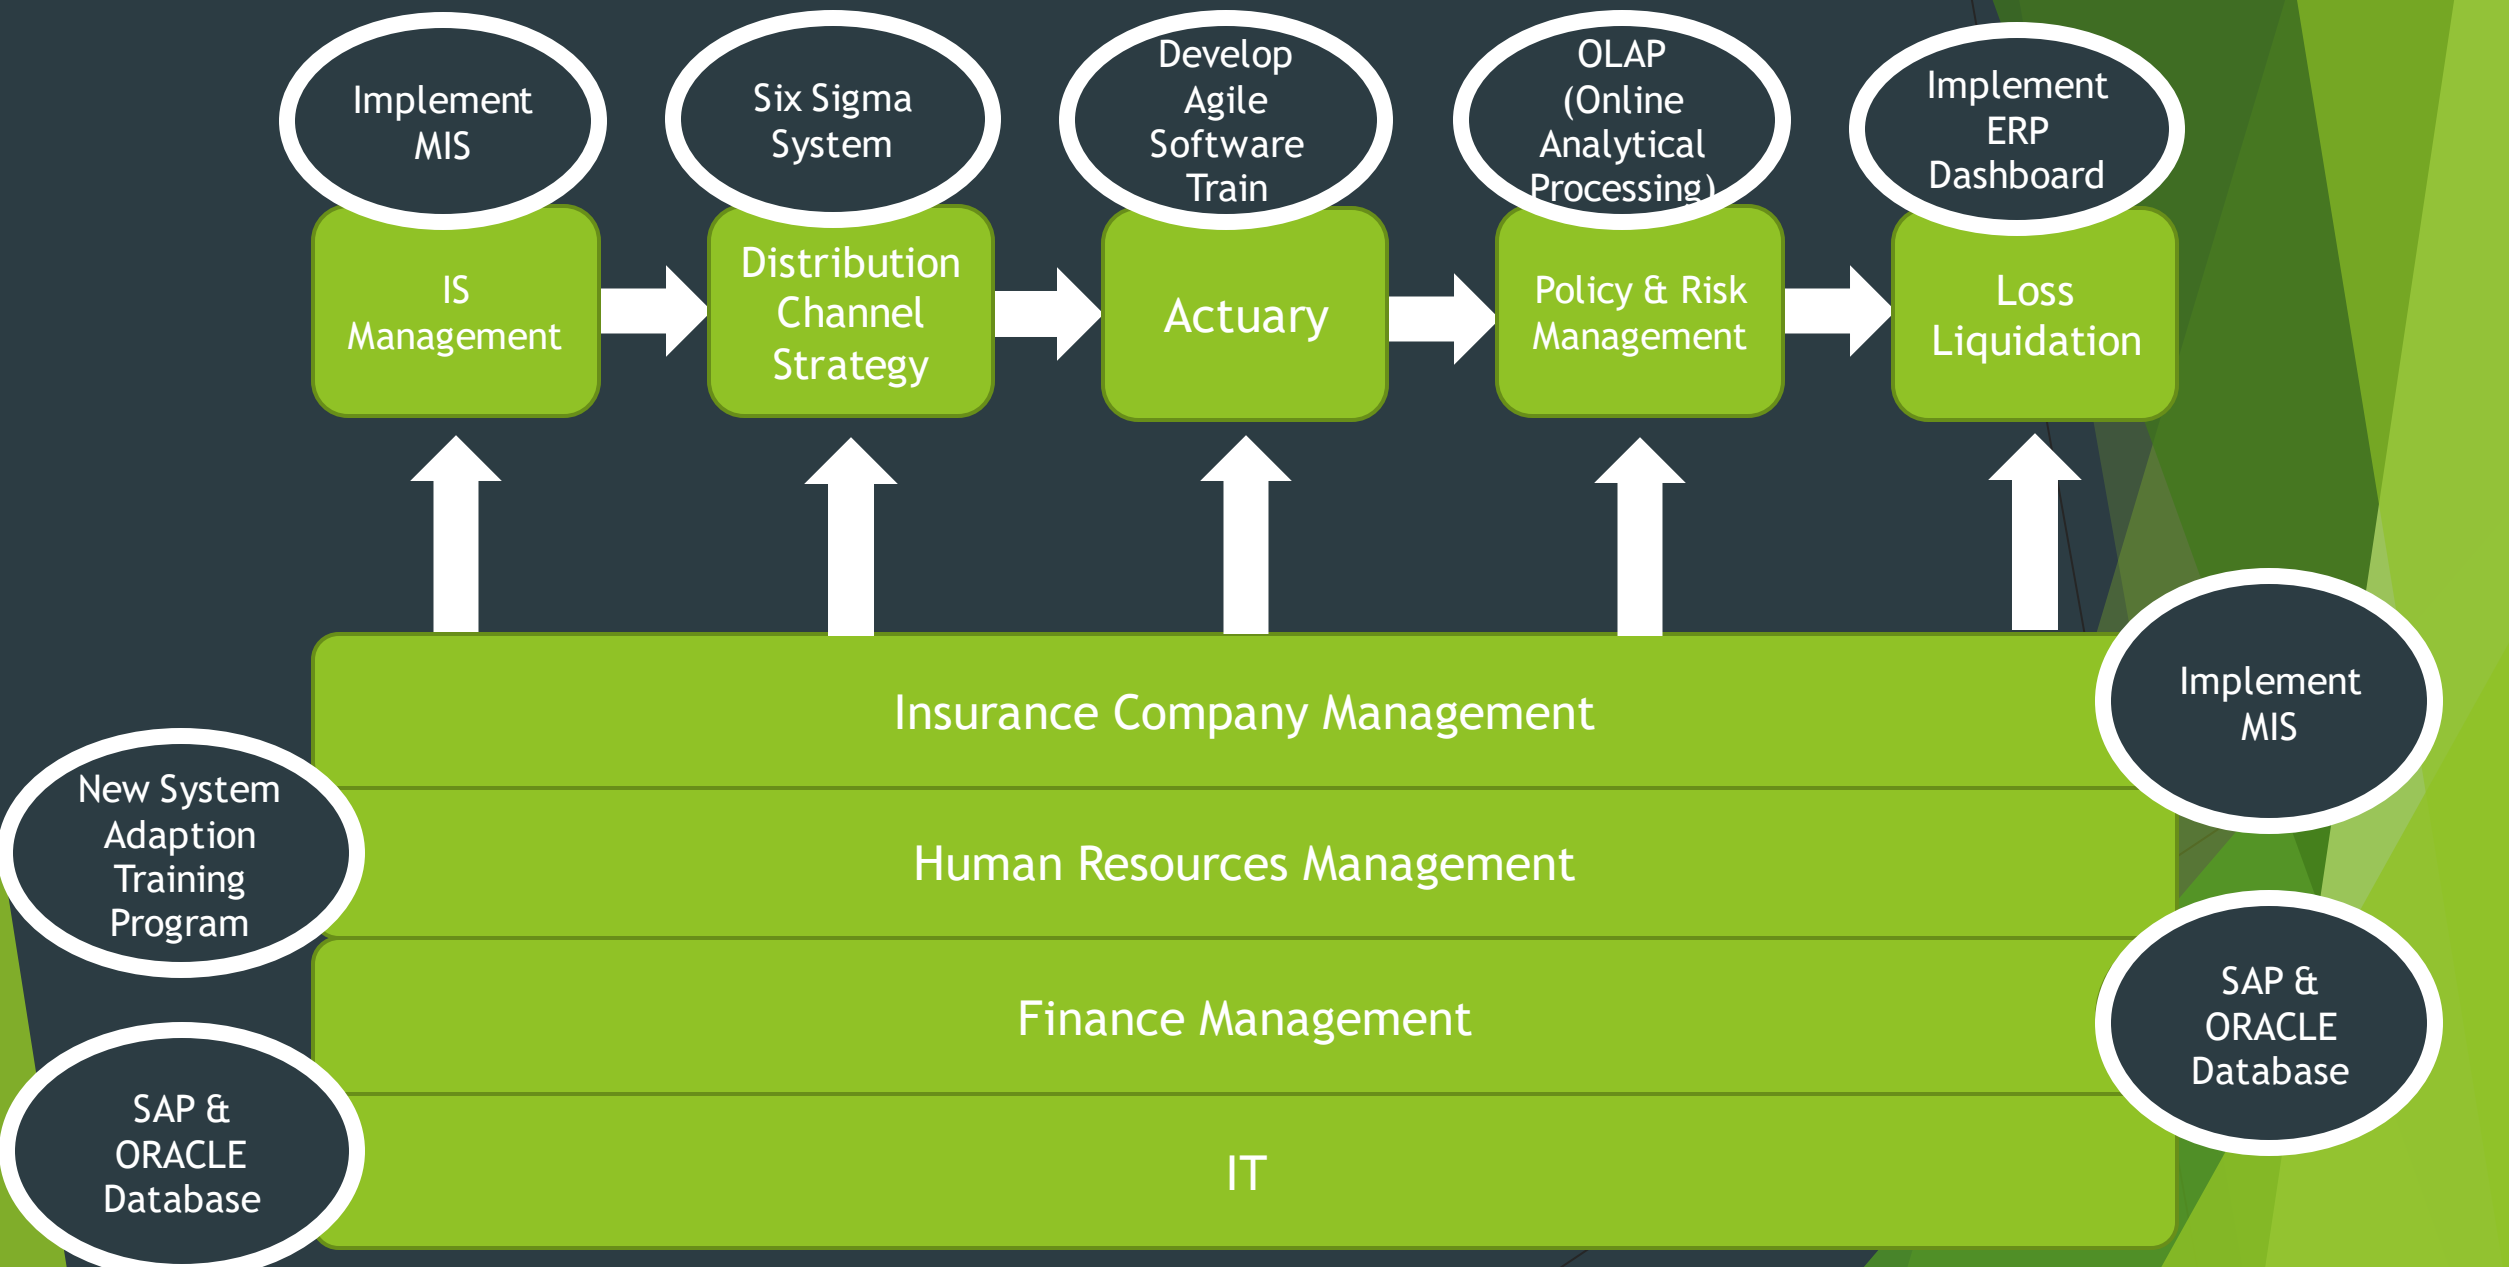 Implement
MIS
Six Sigma
System
Develop
Agile
Software
Train
OLAP
(Online
Analytical
Processing)
Implement
ERP
Dashboard
IS
Management
Distribution
Channel
Strategy
Actuary
Policy & Risk
Management
Loss
Liquidation
Insurance Company Management
Implement
MIS
New System
Adaption
Training
Program
Human Resources Management
Finance Management
SAP &
ORACLE
Database
SAP &
ORACLE
Database
IT